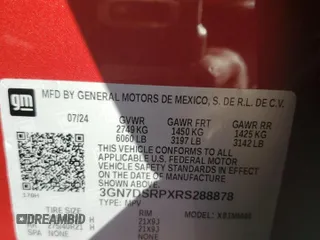 gm
MFD BY GENERAL MOTORS DE MEXICO, S. DE R.L. DE C.V.
07/24 GVWR GAWR FRT GAWR RR
2749 KG 1450 KG 1425 KG
6060 LB 3197 LB 3142 LB
THIS VEHICLE CONFORMS TO ALL APPLICABLE
U.S. FEDERAL MOTOR VEHICLE
SAFETY STANDARDS IN EFFECT
ON THE DATE OF MANUFACTURE
SHOWN ABOVE.
3GN7DSRPXRS288878
TYPE: MPV
TIRE SIZE RIM
21X9J
21X9J
SPA NONE NONE
DREAMBID